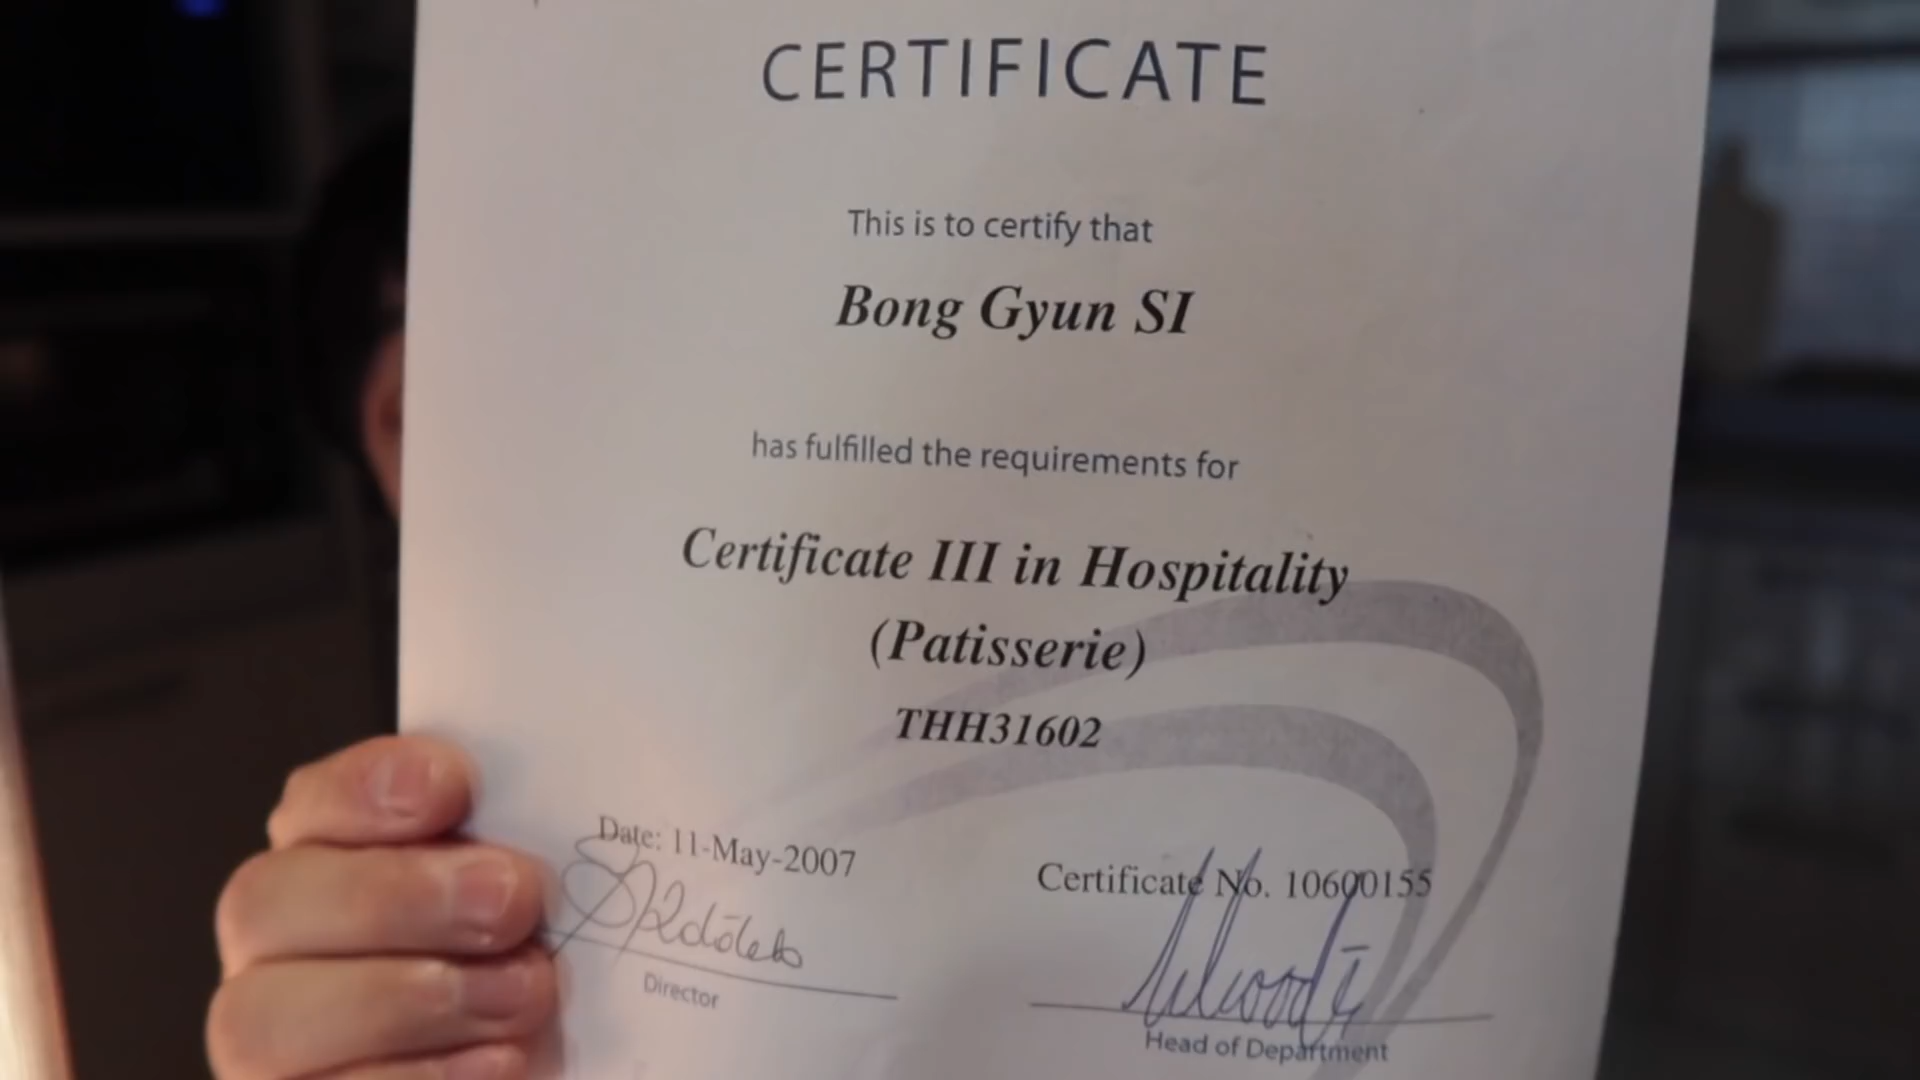 CERTIFICATE
This is to certify that
Bong Gyun SI
has fulfilled the requirements for
Certificate III in Hospitality
(Patisserie)
THH31602
Date: 11-May-2007
Certificate No. 10600155
Director
Head of Department